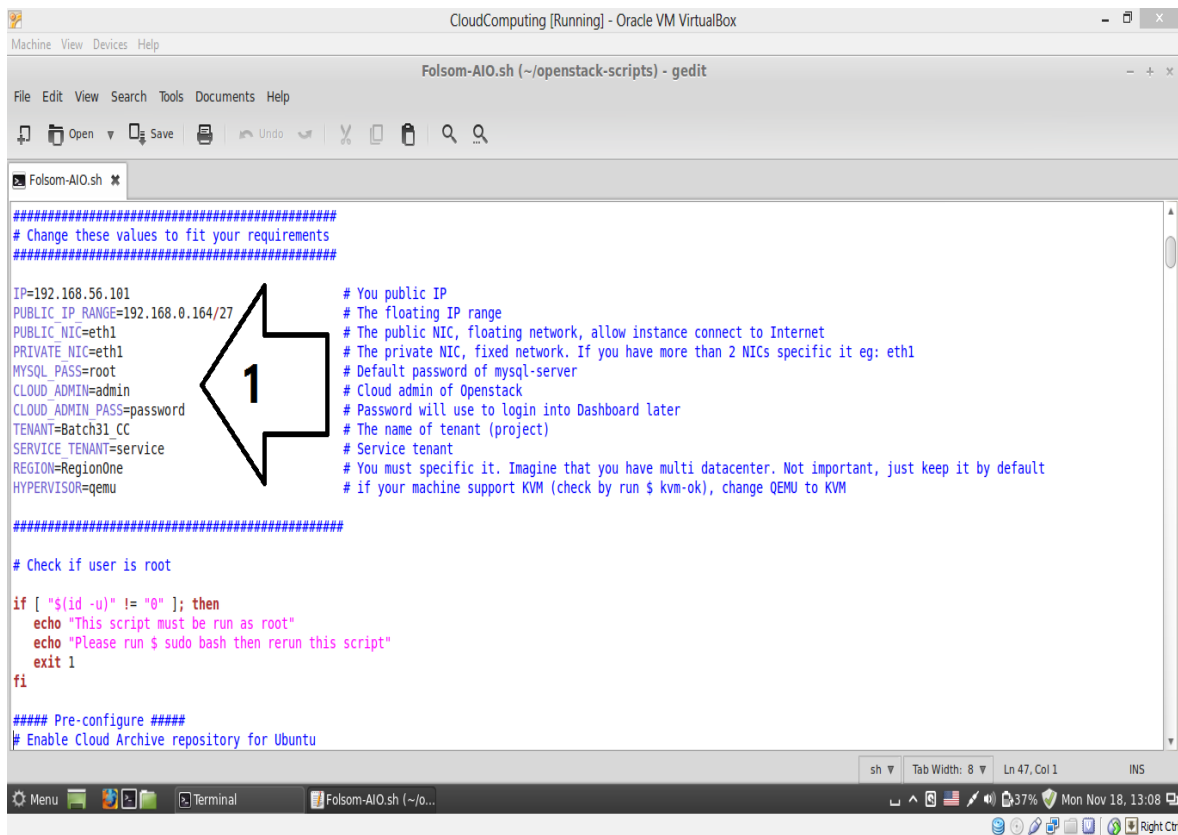 CloudComputing [Running] - Oracle VM VirtualBox
Machine View Devices Help
Folsom-AIO.sh (~/openstack-scripts) - gedit
File Edit View Search Tools Documents Help
Open Save Undo
Folsom-AIO.sh
###############################################
# Change these values to fit your requirements
###############################################
IP=192.168.56.101 # You public IP
PUBLIC_IP_RANGE=192.168.0.164/27 # The floating IP range
PUBLIC_NIC=eth1 # The public NIC, floating network, allow instance connect to Internet
PRIVATE_NIC=eth1 # The private NIC, fixed network. If you have more than 2 NICs specific it eg: eth1
MYSQL_PASS=root # Default password of mysql-server
CLOUD_ADMIN=admin # Cloud admin of Openstack
CLOUD_ADMIN_PASS=password # Password will use to login into Dashboard later
TENANT=Batch31_CC # The name of tenant (project)
SERVICE_TENANT=service # Service tenant
REGION=RegionOne # You must specific it. Imagine that you have multi datacenter. Not important, just keep it by default
HYPERVISOR=qemu # if your machine support KVM (check by run $ kvm-ok), change QEMU to KVM
1
################################################
# Check if user is root
if [ "$(id -u)" != "0" ]; then
echo "This script must be run as root"
echo "Please run $ sudo bash then rerun this script"
exit 1
fi
##### Pre-configure #####
# Enable Cloud Archive repository for Ubuntu
sh Tab Width: 8 Ln 47, Col 1 INS
Menu Terminal Folsom-AIO.sh (~/o... 37% Mon Nov 18, 13:08
Right Ctr